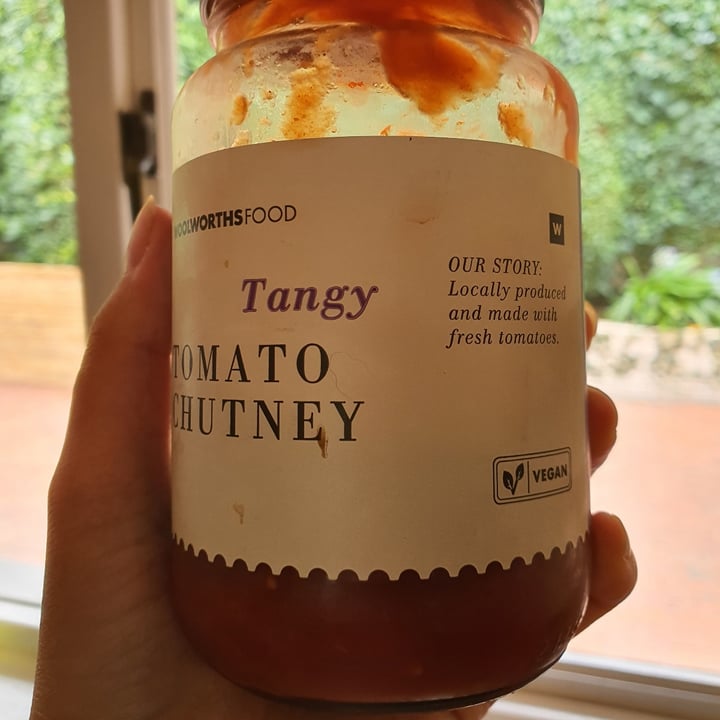 WOOLWORTHSFOOD
W
Tangy
TOMATO
CHUTNEY
OUR STORY:
Locally produced
and made with
fresh tomatoes.
VEGAN